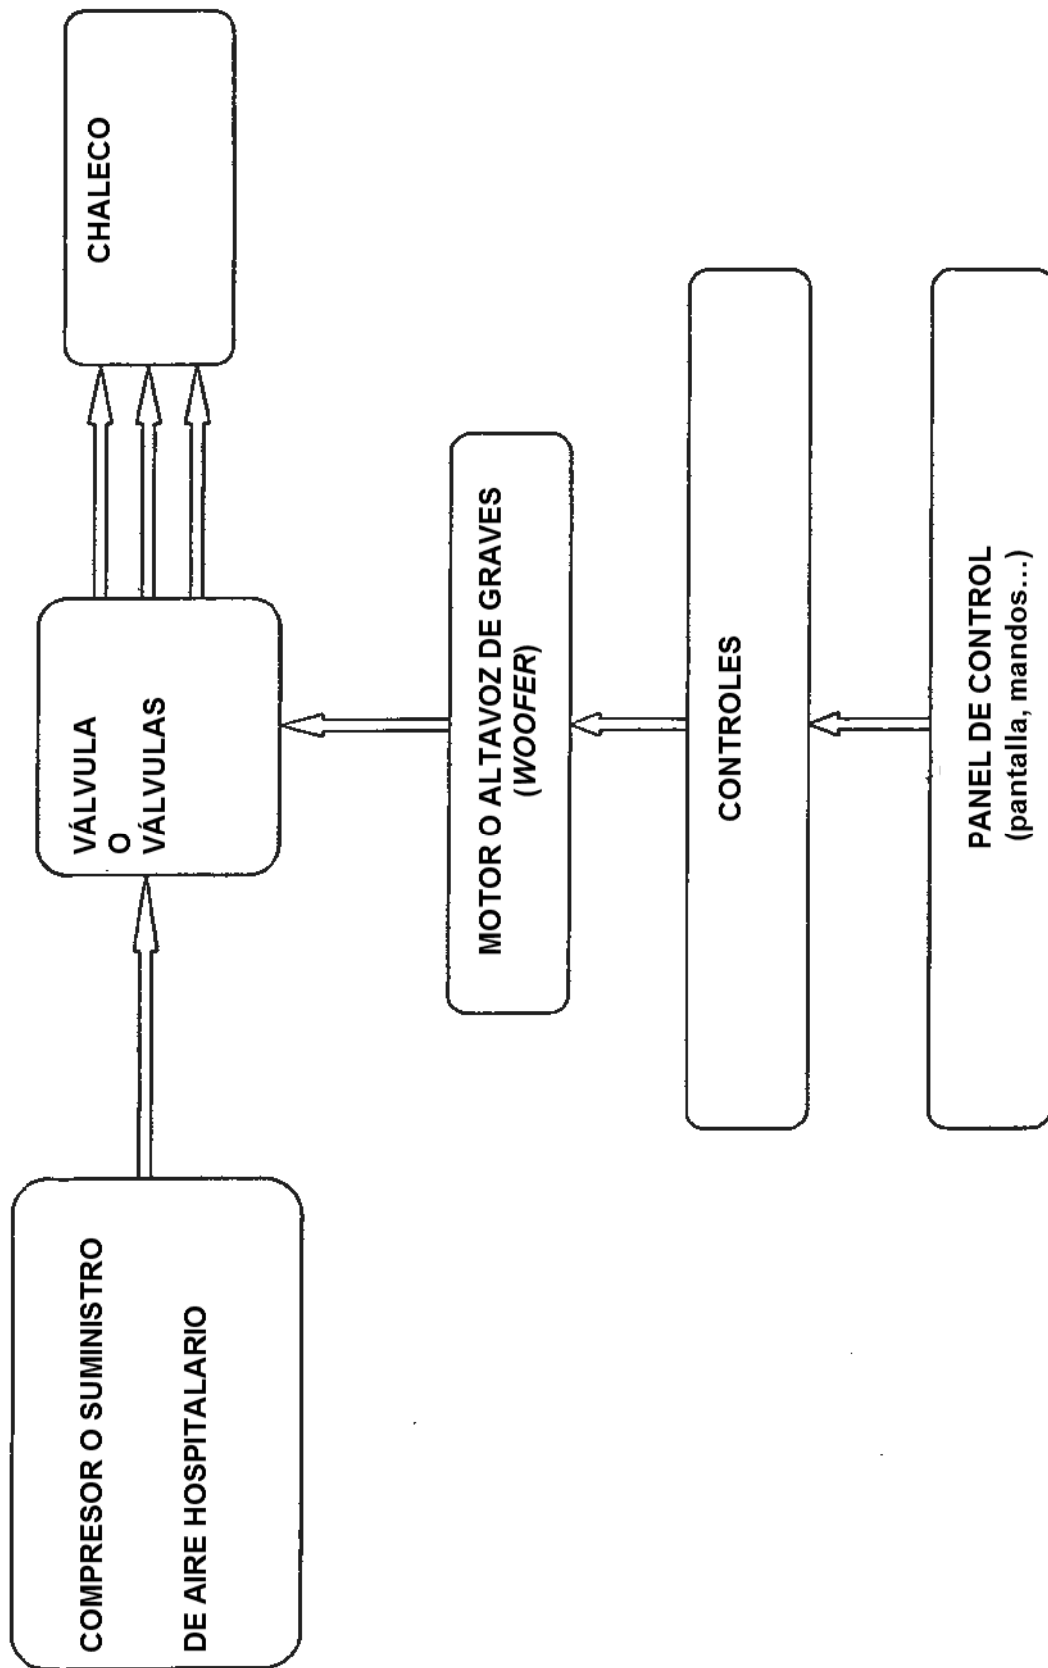 COMPRESOR O SUMINISTRO
DE AIRE HOSPITALARIO
VÁLVULA
O
VÁLVULAS
CHALECO
MOTOR O ALTAVOZ DE GRAVES
(WOOFER)
CONTROLES
PANEL DE CONTROL
(pantalla, mandos...)